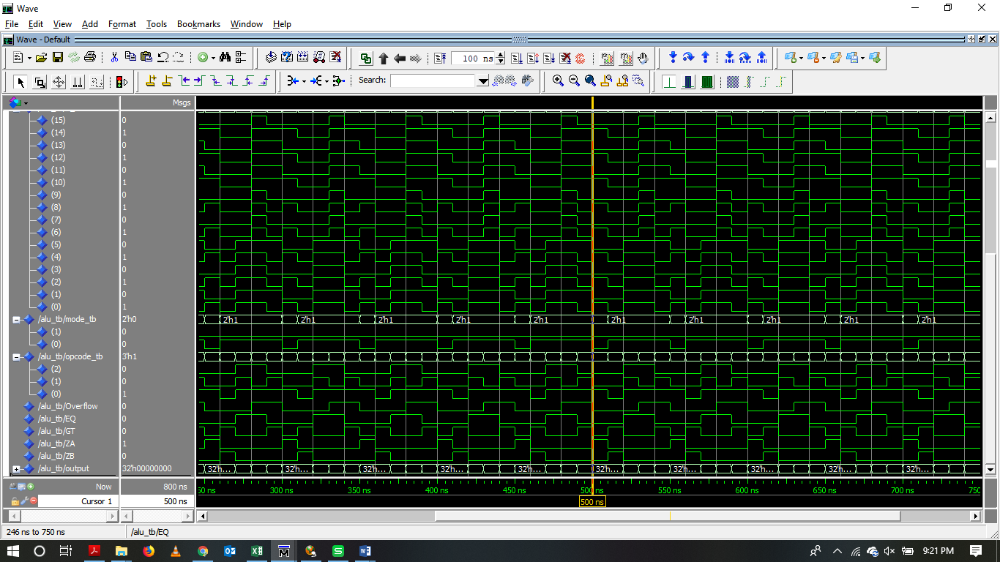 Wave
File Edit View Add Format Tools Bookmarks Window Help
Wave - Default
100 ns
Search:
Msgs
(15) 0
(14) 1
(13) 0
(12) 1
(11) 0
(10) 1
(9) 0
(8) 1
(7) 0
(6) 1
(5) 0
(4) 1
(3) 0
(2) 1
(1) 0
(0) 1
/alu_tb/mode_tb 2'h0 2'h1 2'h1 2'h1 2'h1 2'h1 2'h1 2'h1 2'h1 2'h1 2'h1
(1) 0
(0) 0
/alu_tb/opcode_tb 3'h1
(2) 0
(1) 0
(0) 1
/alu_tb/Overflow 0
/alu_tb/EQ 0
/alu_tb/GT 0
/alu_tb/ZA 1
/alu_tb/ZB 0
/alu_tb/output 32'h00000000 32'h... 32'h... 32'h... 32'h... 32'h... 32'h... 32'h... 32'h... 32'h... 32'h...
Now 800 ns 50 ns 300 ns 350 ns 400 ns 450 ns 500 ns 550 ns 600 ns 650 ns 700 ns 750
Cursor 1 500 ns 500 ns
246 ns to 750 ns /alu_tb/EQ
9:21 PM